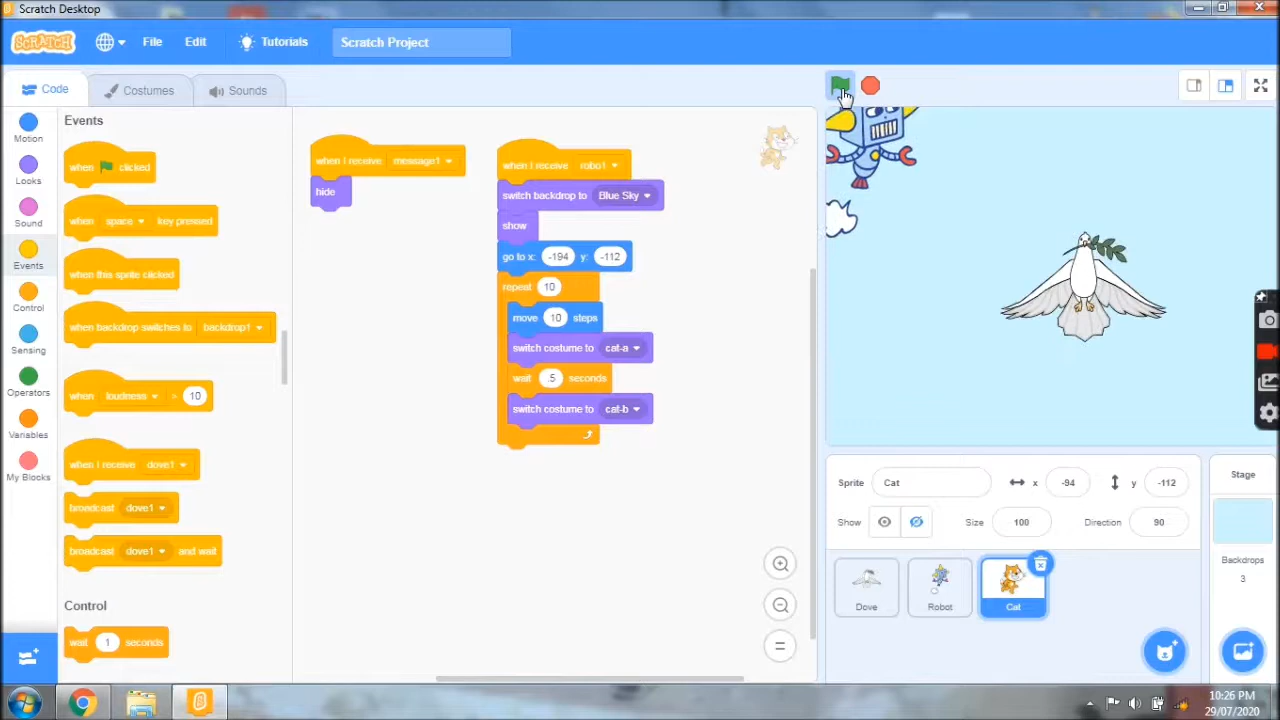 Scratch Desktop
SCRATCH
File
Edit
Tutorials
Scratch Project
Code
Costumes
Sounds
Motion
Looks
Sound
Events
Control
Sensing
Operators
Variables
My Blocks
Events
when clicked
when space key pressed
when this sprite clicked
when backdrop switches to backdrop1
when loudness > 10
when I receive dove1
broadcast dove1
broadcast dove1 and wait
Control
wait 1 seconds
when I receive message1
hide
when I receive robo1
switch backdrop to Blue Sky
show
go to x: -194 y: -112
repeat 10
move 10 steps
switch costume to cat-a
wait .5 seconds
switch costume to cat-b
Sprite Cat x -94 y -112
Show Size 100 Direction 90
Dove
Robot
Cat
Stage
Backdrops
3
10:26 PM
29/07/2020